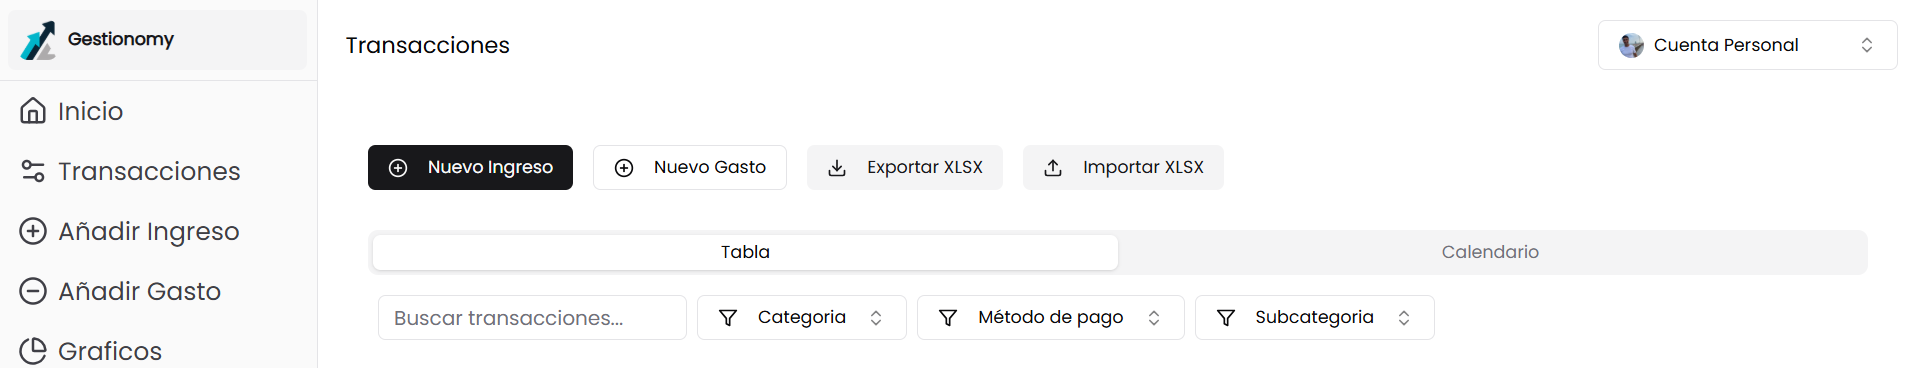 Gestionomy
Inicio
Transacciones
Añadir Ingreso
Añadir Gasto
Graficos
Transacciones
Cuenta Personal
Nuevo Ingreso
Nuevo Gasto
Exportar XLSX
Importar XLSX
Tabla
Calendario
Buscar transacciones...
Categoria
Método de pago
Subcategoria